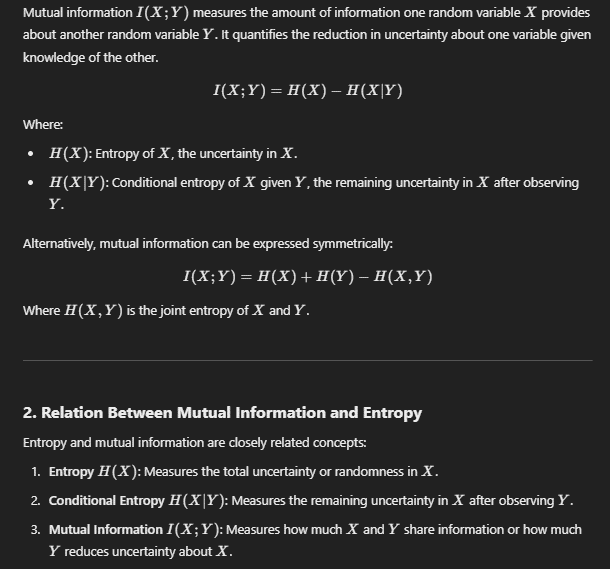 Mutual information I(X;Y) measures the amount of information one random variable X provides
about another random variable Y. It quantifies the reduction in uncertainty about one variable given
knowledge of the other.
I(X;Y) = H(X) − H(X|Y)
Where:
• H(X): Entropy of X, the uncertainty in X.
• H(X|Y): Conditional entropy of X given Y, the remaining uncertainty in X after observing
Y.
Alternatively, mutual information can be expressed symmetrically:
I(X;Y) = H(X) + H(Y) − H(X,Y)
Where H(X,Y) is the joint entropy of X and Y.
2. Relation Between Mutual Information and Entropy
Entropy and mutual information are closely related concepts:
1. Entropy H(X): Measures the total uncertainty or randomness in X.
2. Conditional Entropy H(X|Y): Measures the remaining uncertainty in X after observing Y.
3. Mutual Information I(X;Y): Measures how much X and Y share information or how much
Y reduces uncertainty about X.